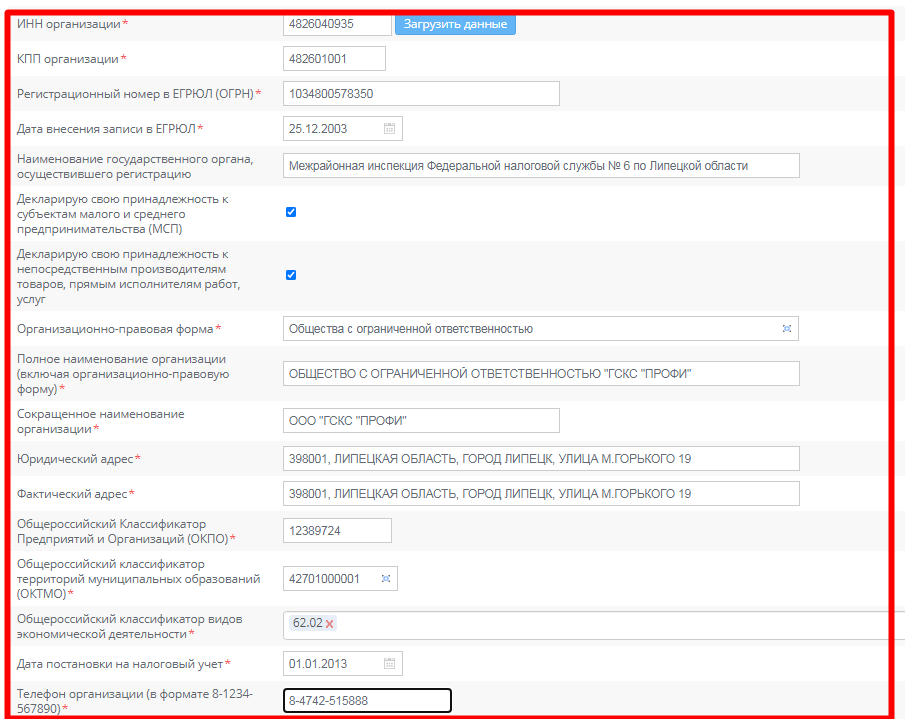 ИНН организации* 4826040935 Загрузить данные
КПП организации* 482601001
Регистрационный номер в ЕГРЮЛ (ОГРН)* 1034800578350
Дата внесения записи в ЕГРЮЛ* 25.12.2003
Наименование государственного органа,
осуществившего регистрацию
Межрайонная инспекция Федеральной налоговой службы № 6 по Липецкой области
Декларирую свою принадлежность к
субъектам малого и среднего
предпринимательства (МСП)
Декларирую свою принадлежность к
непосредственным производителям
товаров, прямым исполнителям работ,
услуг
Организационно-правовая форма* Общества с ограниченной ответственностью
Полное наименование организации
(включая организационно-правовую
форму)*
ОБЩЕСТВО С ОГРАНИЧЕННОЙ ОТВЕТСТВЕННОСТЬЮ "ГСКС "ПРОФИ"
Сокращенное наименование
организации*
ООО "ГСКС "ПРОФИ"
Юридический адрес* 398001, ЛИПЕЦКАЯ ОБЛАСТЬ, ГОРОД ЛИПЕЦК, УЛИЦА М.ГОРЬКОГО 19
Фактический адрес* 398001, ЛИПЕЦКАЯ ОБЛАСТЬ, ГОРОД ЛИПЕЦК, УЛИЦА М.ГОРЬКОГО 19
Общероссийский Классификатор
Предприятий и Организаций (ОКПО)*
12389724
Общероссийский классификатор
территорий муниципальных образований
(ОКТМО)*
42701000001
Общероссийский классификатор видов
экономической деятельности*
62.02 x
Дата постановки на налоговый учет* 01.01.2013
Телефон организации (в формате 8-1234-
567890)*
8-4742-515888